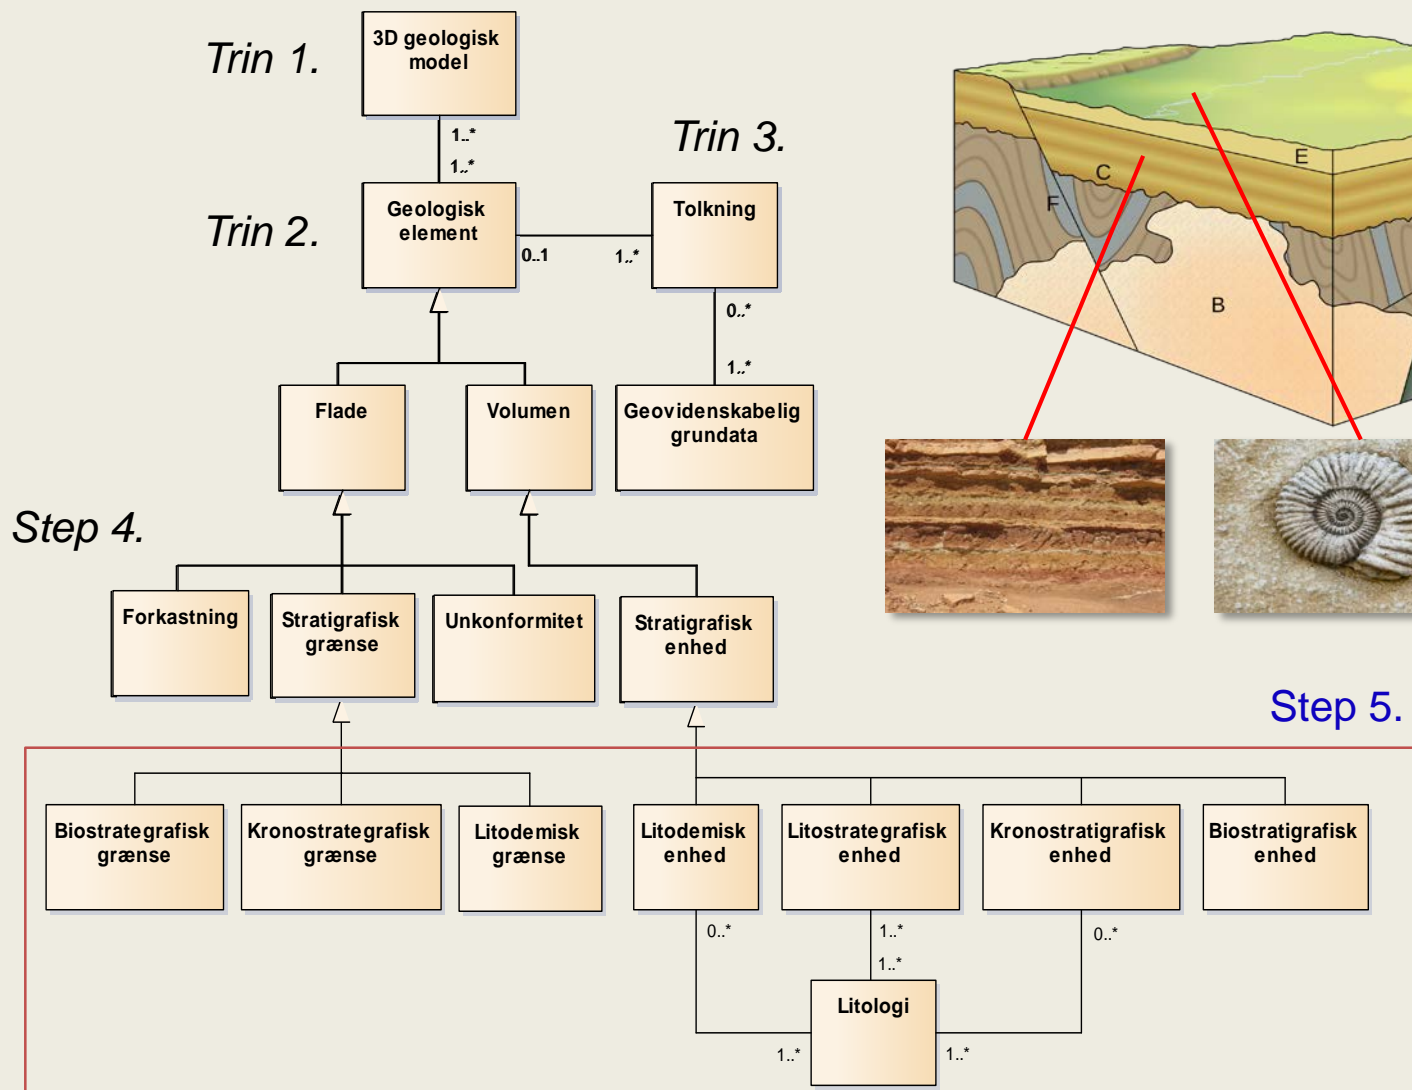 Trin 1.
3D geologisk
model
1..*
1..*
Trin 3.
Trin 2.
Geologisk
element
0..1
1..*
Tolkning
0..*
1..*
Flade
Volumen
Geovidenskabelig
grundata
E
C
F
B
Step 4.
Forkastning
Stratigrafisk
grænse
Unkonformitet
Stratigrafisk
enhed
Step 5.
Biostrategrafisk
grænse
Kronostrategrafisk
grænse
Litodemisk
grænse
Litodemisk
enhed
Litostrategrafisk
enhed
Kronostratigrafisk
enhed
Biostratigrafisk
enhed
0..*
1..*
0..*
1..*
Litologi
1..*
1..*